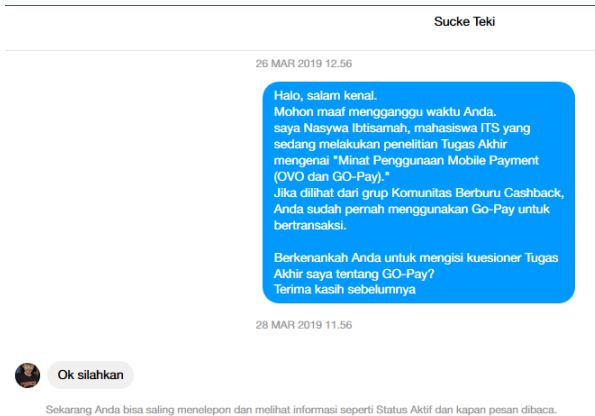 Sucke Teki
26 MAR 2019 12.56
Halo, salam kenal.
Mohon maaf mengganggu waktu Anda.
saya Nasywa Ibtisamah, mahasiswa ITS yang
sedang melakukan penelitian Tugas Akhir
mengenai "Minat Penggunaan Mobile Payment
(OVO dan GO-Pay)."
Jika dilihat dari grup Komunitas Berburu Cashback,
Anda sudah pernah menggunakan Go-Pay untuk
bertransaksi.
Berkenankah Anda untuk mengisi kuesioner Tugas
Akhir saya tentang GO-Pay?
Terima kasih sebelumnya
28 MAR 2019 11.56
Ok silahkan
Sekarang Anda bisa saling menelepon dan melihat informasi seperti Status Aktif dan kapan pesan dibaca.